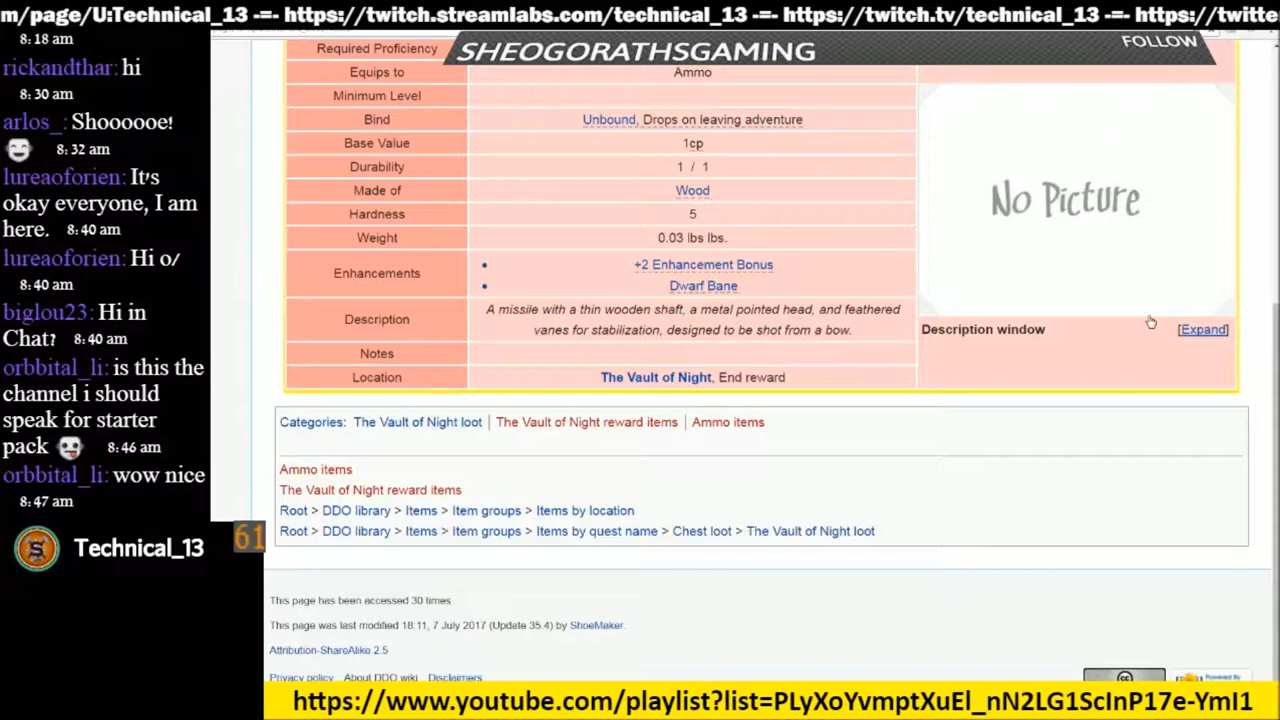 m/page/U:Technical_13 -=- https://twitch.streamlabs.com/technical_13 -=- https://twitch.tv/technical_13 -=- https://twitte
8:18 am
rickandthar: hi
8:30 am
arlos_: Shoooooe!
8:32 am
lureaoforien: It's
okay everyone, I am
here. 8:40 am
lureaoforien: Hi o/
8:40 am
biglou23: Hi in
Chat? 8:40 am
orbbital_li: is this the
channel i should
speak for starter
pack 8:46 am
orbbital_li: wow nice
8:47 am
Technical_13
61
SHEOGORATHSGAMING
FOLLOW
Required Proficiency
Equips to Ammo
Minimum Level
Bind Unbound, Drops on leaving adventure
Base Value 1cp
Durability 1 / 1
Made of Wood
Hardness 5
Weight 0.03 lbs lbs.
Enhancements
+2 Enhancement Bonus
Dwarf Bane
Description A missile with a thin wooden shaft, a metal pointed head, and feathered
vanes for stabilization, designed to be shot from a bow.
Notes
Location The Vault of Night, End reward
No Picture
Description window [Expand]
Categories: The Vault of Night loot | The Vault of Night reward items | Ammo items
Ammo items
The Vault of Night reward items
Root > DDO library > Items > Item groups > Items by location
Root > DDO library > Items > Item groups > Items by quest name > Chest loot > The Vault of Night loot
This page has been accessed 30 times
This page was last modified 18:11, 7 July 2017 (Update 35.4) by ShoeMaker.
Attribution-ShareAlike 2.5
Privacy policy About DDO wiki Disclaimers
cc
Powered By
https://www.youtube.com/playlist?list=PLyXoYvmptXuEl_nN2LG1ScInP17e-YmI1